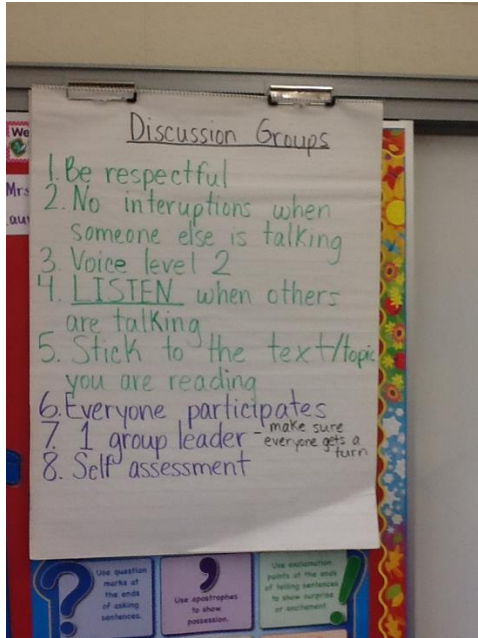 Discussion Groups
1. Be respectful
2. No interuptions when
someone else is talking
3. Voice level 2
4. LISTEN when others
are talking
5. Stick to the text/topic
you are reading
6. Everyone participates
7. 1 group leader - make sure
everyone gets a
turn
8. Self assessment
We
Mrs
Use question
marks at
the ends
of asking
sentences.
Use apostrophes
to show
possession.
Use exclamation
points at the ends
of telling sentences
to show surprise
or excitement.